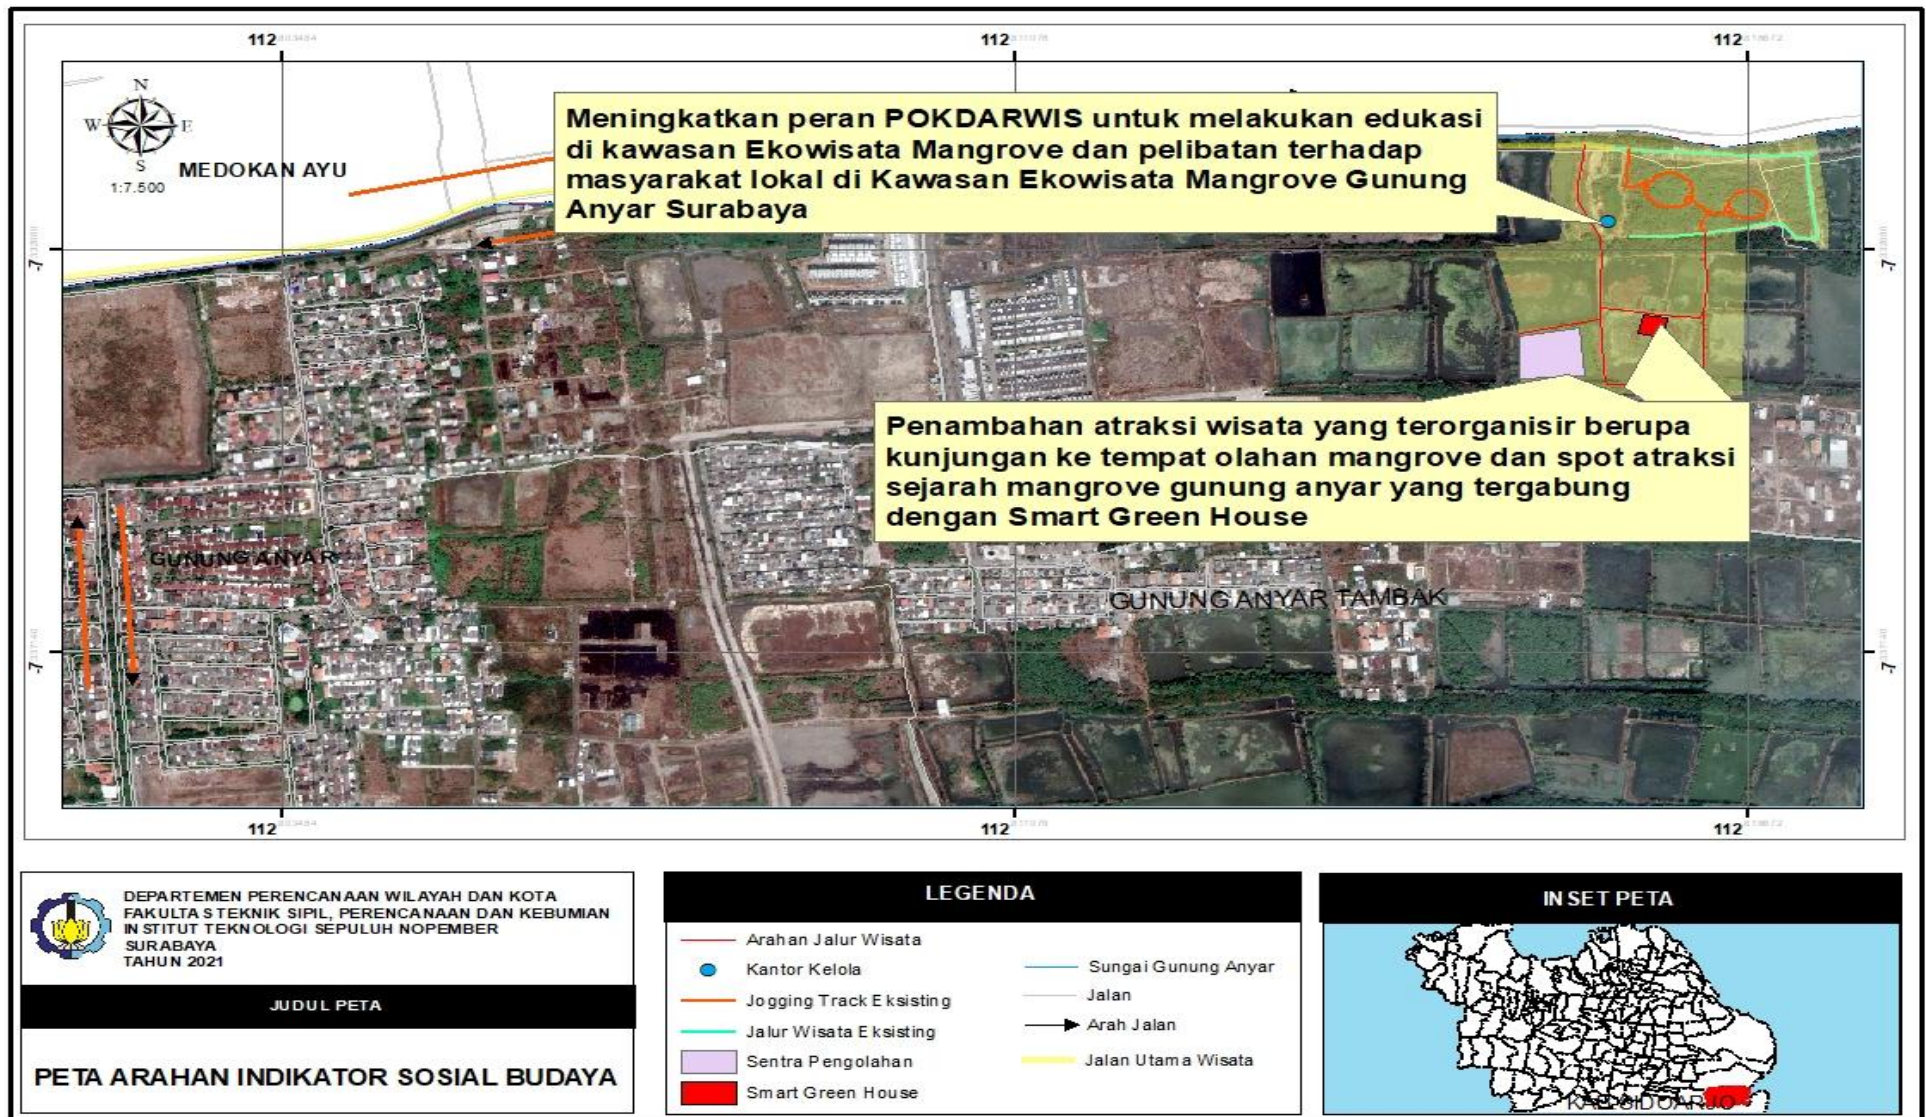 112
112
112
N
W
E
S
1:7.500
MEDOKAN AYU
Meningkatkan peran POKDARWIS untuk melakukan edukasi
di kawasan Ekowisata Mangrove dan pelibatan terhadap
masyarakat lokal di Kawasan Ekowisata Mangrove Gunung
Anyar Surabaya
-7
-7
Penambahan atraksi wisata yang terorganisir berupa
kunjungan ke tempat olahan mangrove dan spot atraksi
sejarah mangrove gunung anyar yang tergabung
dengan Smart Green House
GUNUNG ANYAR
GUNUNG ANYAR TAMBAK
-7
-7
112
112
112
DEPARTEMEN PERENCANAAN WILAYAH DAN KOTA
FAKULTAS TEKNIK SIPIL, PERENCANAAN DAN KEBUMIAN
INSTITUT TEKNOLOGI SEPULUH NOPEMBER
SURABAYA
TAHUN 2021
JUDUL PETA
PETA ARAHAN INDIKATOR SOSIAL BUDAYA
LEGENDA
Arahan Jalur Wisata
Kantor Kelola
Jogging Track Eksisting
Jalur Wisata Eksisting
Sentra Pengolahan
Smart Green House
Sungai Gunung Anyar
Jalan
Arah Jalan
Jalan Utama Wisata
INSET PETA
KAB SIDOARJO